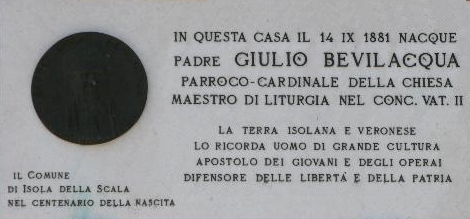 IN QUESTA CASA IL 14 IX 1881 NACQUE
PADRE GIULIO BEVILACQUA
PARROCO-CARDINALE DELLA CHIESA
MAESTRO DI LITURGIA NEL CONC. VAT. II
LA TERRA ISOLANA E VERONESE
LO RICORDA UOMO DI GRANDE CULTURA
APOSTOLO DEI GIOVANI E DEGLI OPERAI
DIFENSORE DELLE LIBERTÀ E DELLA PATRIA
IL COMUNE
DI ISOLA DELLA SCALA
NEL CENTENARIO DELLA NASCITA